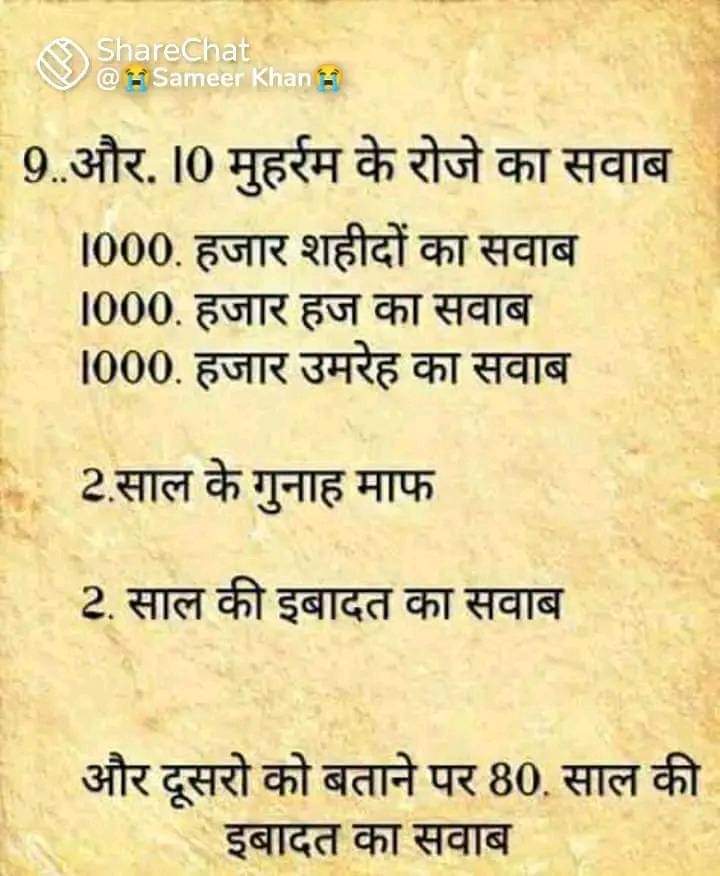 ShareChat
@😭Sameer Khan😭
9..और. 10 मुहर्रम के रोजे का सवाब
1000. हजार शहीदों का सवाब
1000. हजार हज का सवाब
1000. हजार उमरेह का सवाब
2.साल के गुनाह माफ
2. साल की इबादत का सवाब
और दूसरो को बताने पर 80. साल की
इबादत का सवाब